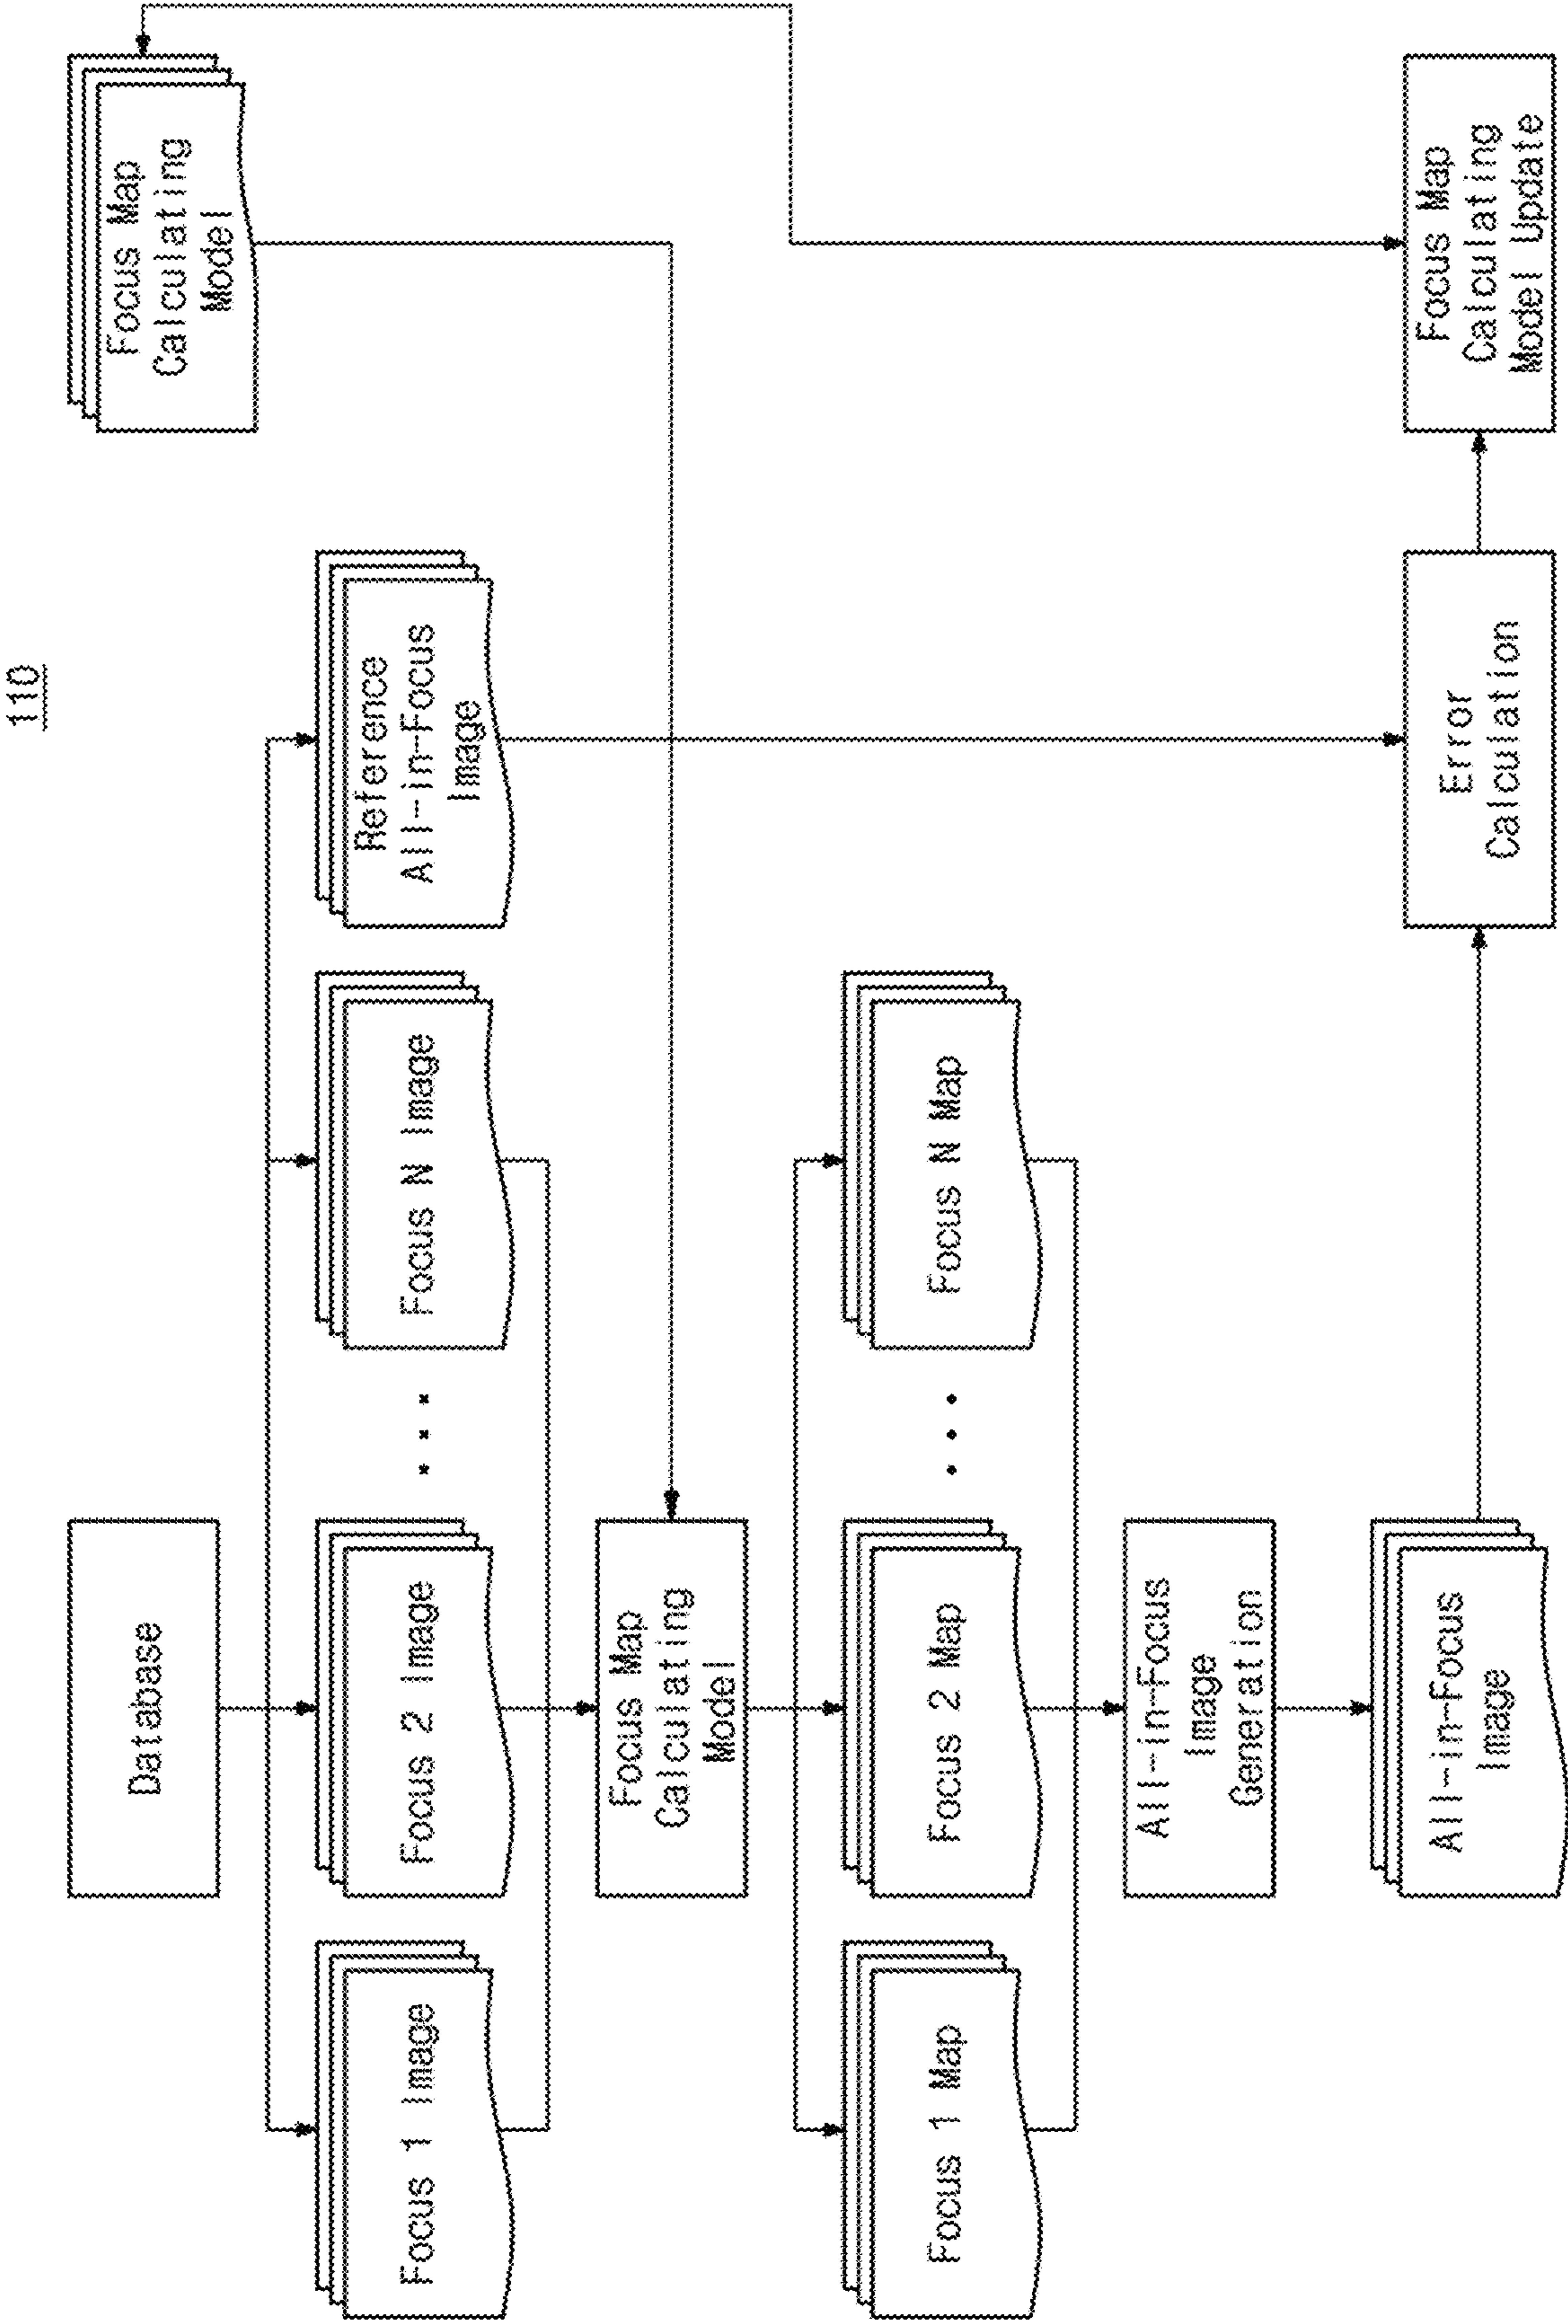 110
Database
Focus Map
Calculating
Model
Focus 1 Image
Focus 2 Image
Focus N Image
Reference
All-in-Focus
Image
Focus Map
Calculating
Model
Focus 1 Map
Focus 2 Map
Focus N Map
All-in-Focus
Image
Generation
All-in-Focus
Image
Error
Calculation
Focus Map
Calculating
Model Update